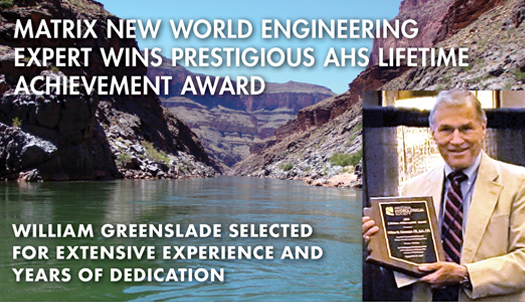 MATRIX NEW WORLD ENGINEERING
EXPERT WINS PRESTIGIOUS AHS LIFETIME
ACHIEVEMENT AWARD
WILLIAM GREENSLADE SELECTED
FOR EXTENSIVE EXPERIENCE AND
YEARS OF DEDICATION